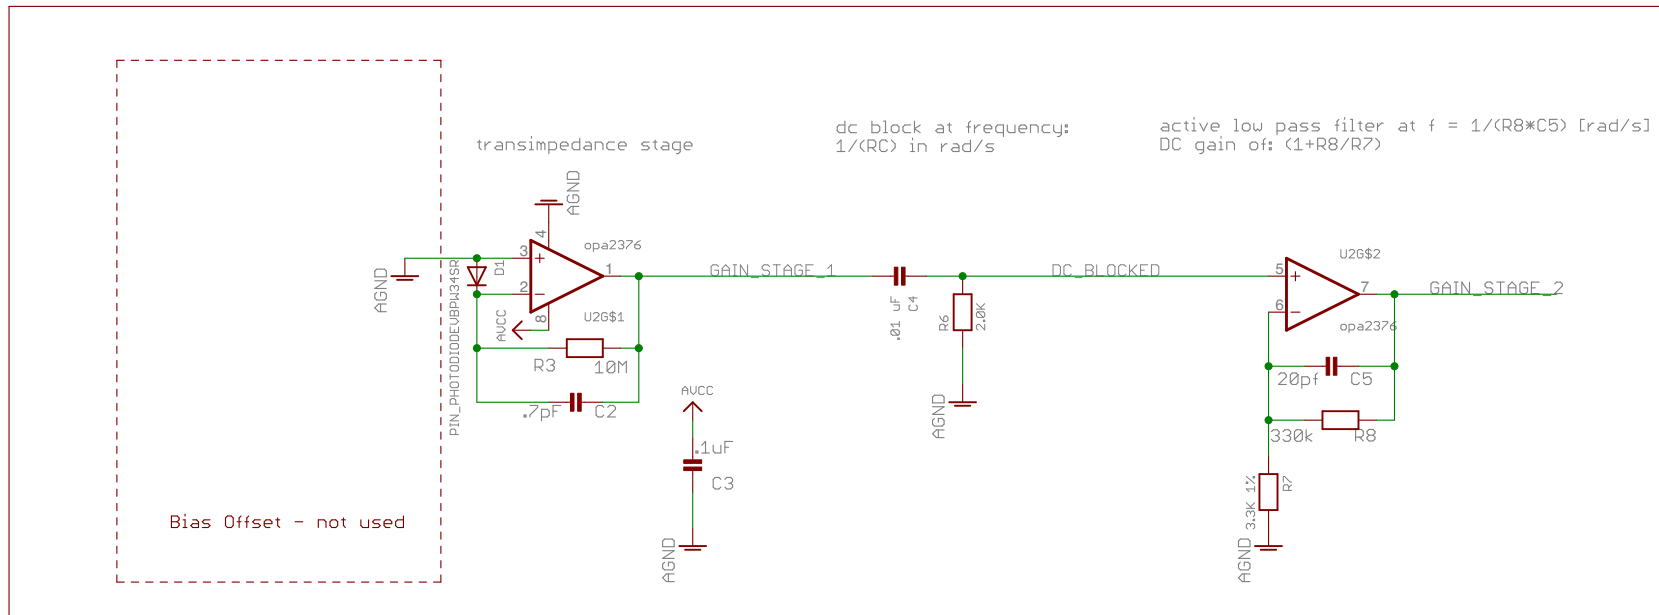 transimpedance stage
dc block at frequency:
1/(RC) in rad/s
active low pass filter at f = 1/(R8*C5) [rad/s]
DC gain of: (1+R8/R7)
AGND
4
opa2376
3
1
2
8
U2G$1
D1
PIN_PHOTODIODEVBPW34SR
AGND
AVCC
R3
10M
.7pF
C2
GAIN_STAGE_1
.01 uF
C4
R6
2.0K
AGND
DC_BLOCKED
AVCC
.1uF
C3
AGND
U2G$2
5
6
7
opa2376
GAIN_STAGE_2
20pf
C5
330k
R8
3.3K 1%
R7
AGND
Bias Offset - not used